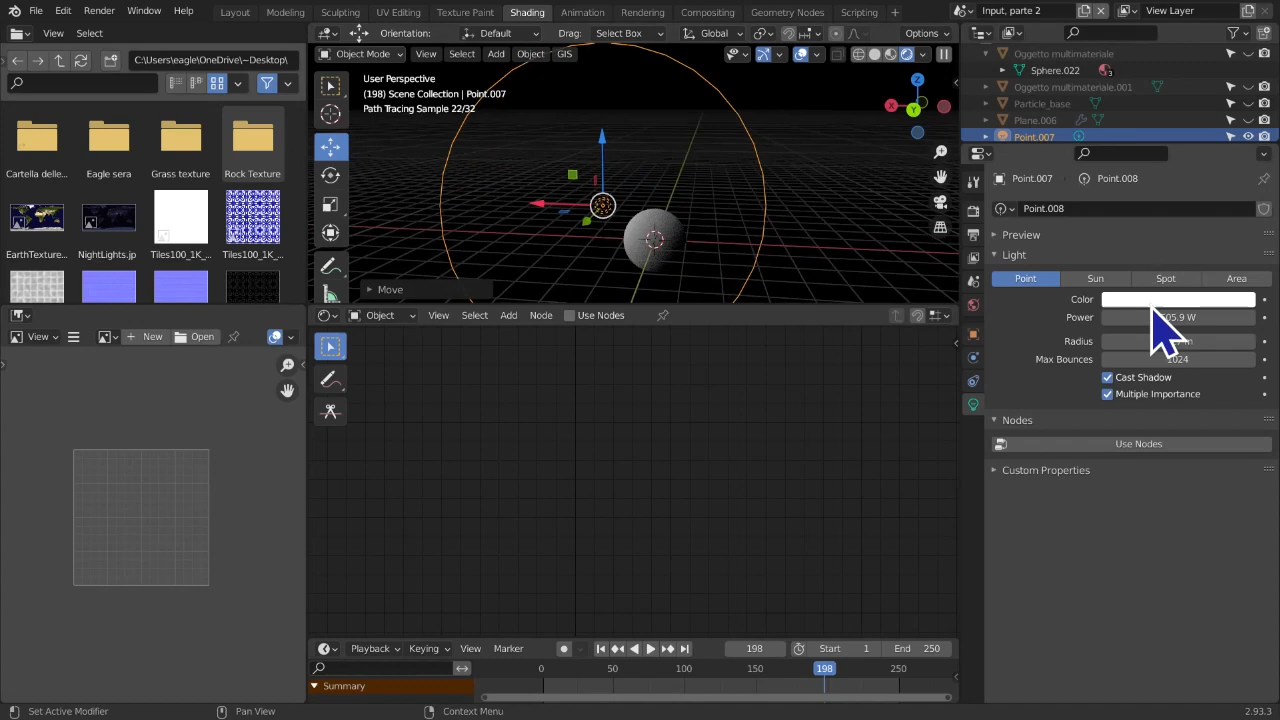 File Edit Render Window Help Layout Modeling Sculpting UV Editing Texture Paint Shading Animation Rendering Compositing Geometry Nodes Scripting + Input, parte 2 View Layer
View Select
Orientation: Default Drag: Select Box Global Options
C:\Users\eagle\OneDrive\~Desktop\
Object Mode View Select Add Object GIS
User Perspective
(198) Scene Collection | Point.007
Path Tracing Sample 22/32
Z
X
Y
Cartella delle... Eagle sera Grass texture Rock Texture
EarthTexture... NightLights.jp Tiles100_1K_... Tiles100_1K_...
Move
View New Open
Object View Select Add Node Use Nodes
Playback Keying View Marker 198 Start 1 End 250
0 50 100 150 198 250
Summary
Oggetto multimateriale
Sphere.022 3
Oggetto multimateriale.001
Particle_base
Plane.006
Point.007
Point.007 Point.008
Point.008
Preview
Light
Point Sun Spot Area
Color
Power
Radius
Max Bounces 1024
Cast Shadow
Multiple Importance
Nodes
Use Nodes
Custom Properties
Set Active Modifier Pan View Context Menu 2.93.3